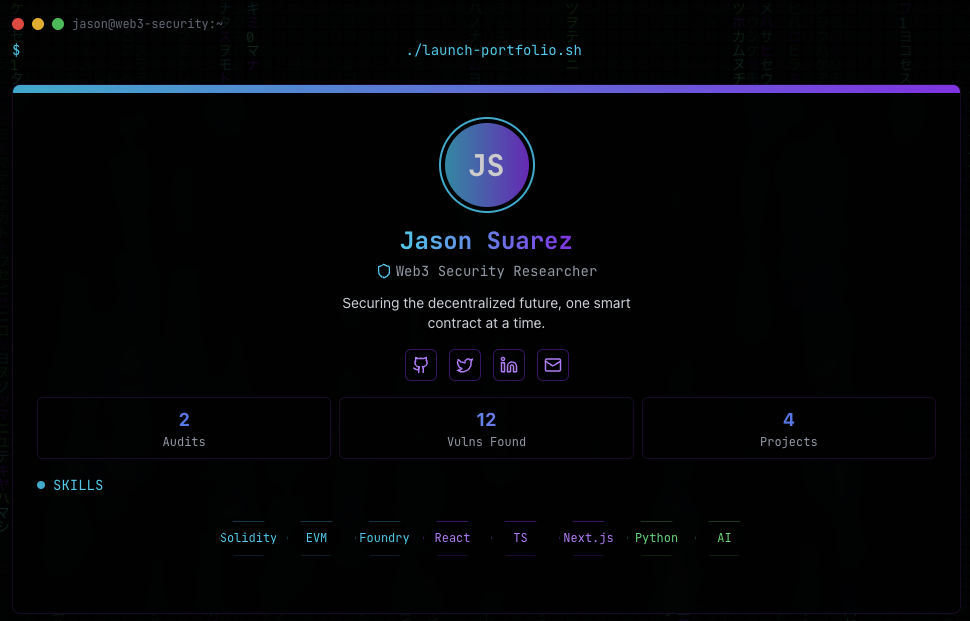 jason@web3-security:~
$ ./launch-portfolio.sh
JS
Jason Suarez
Web3 Security Researcher
Securing the decentralized future, one smart
contract at a time.
2 12 4
Audits Vulns Found Projects
SKILLS
Solidity EVM Foundry React TS Next.js Python AI